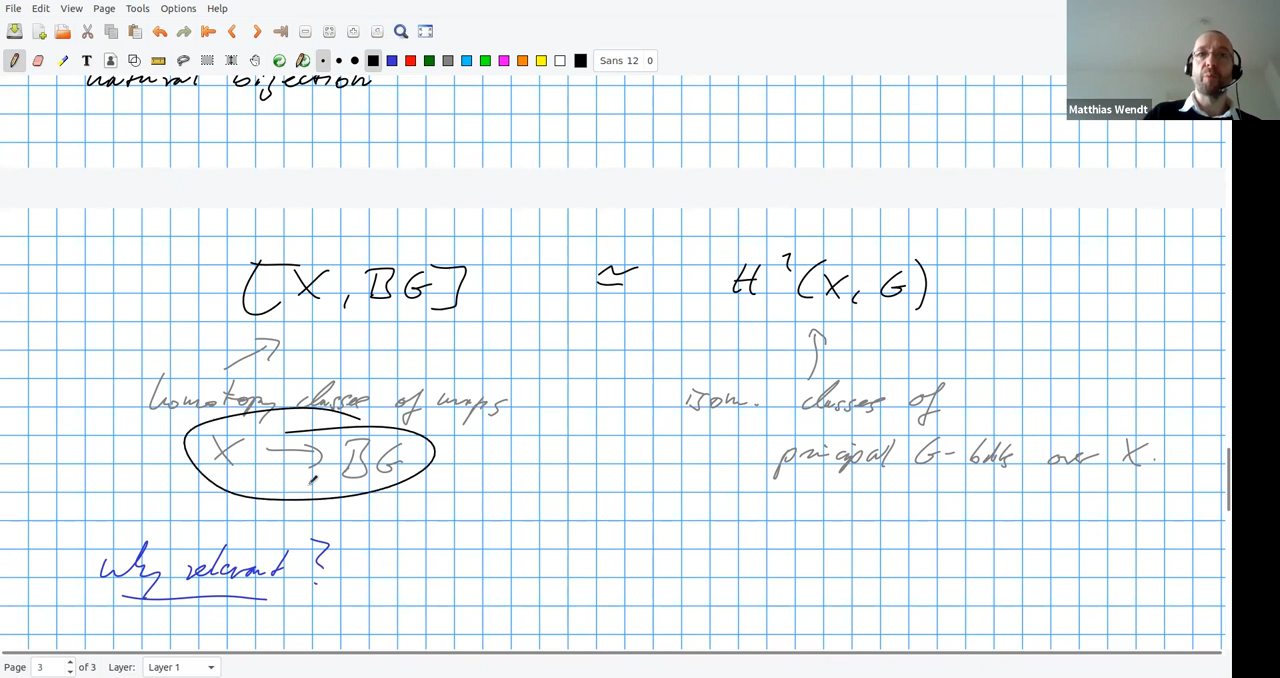 File Edit View Page Tools Options Help
T
Sans 12 0
Matthias Wendt
natural bijection
[X, BG] ≃ H¹(X, G)
homotopy classes of maps
X → BG
isom. classes of
principal G-bdls over X.
why relevant?
Page 3 of 3 Layer: Layer 1